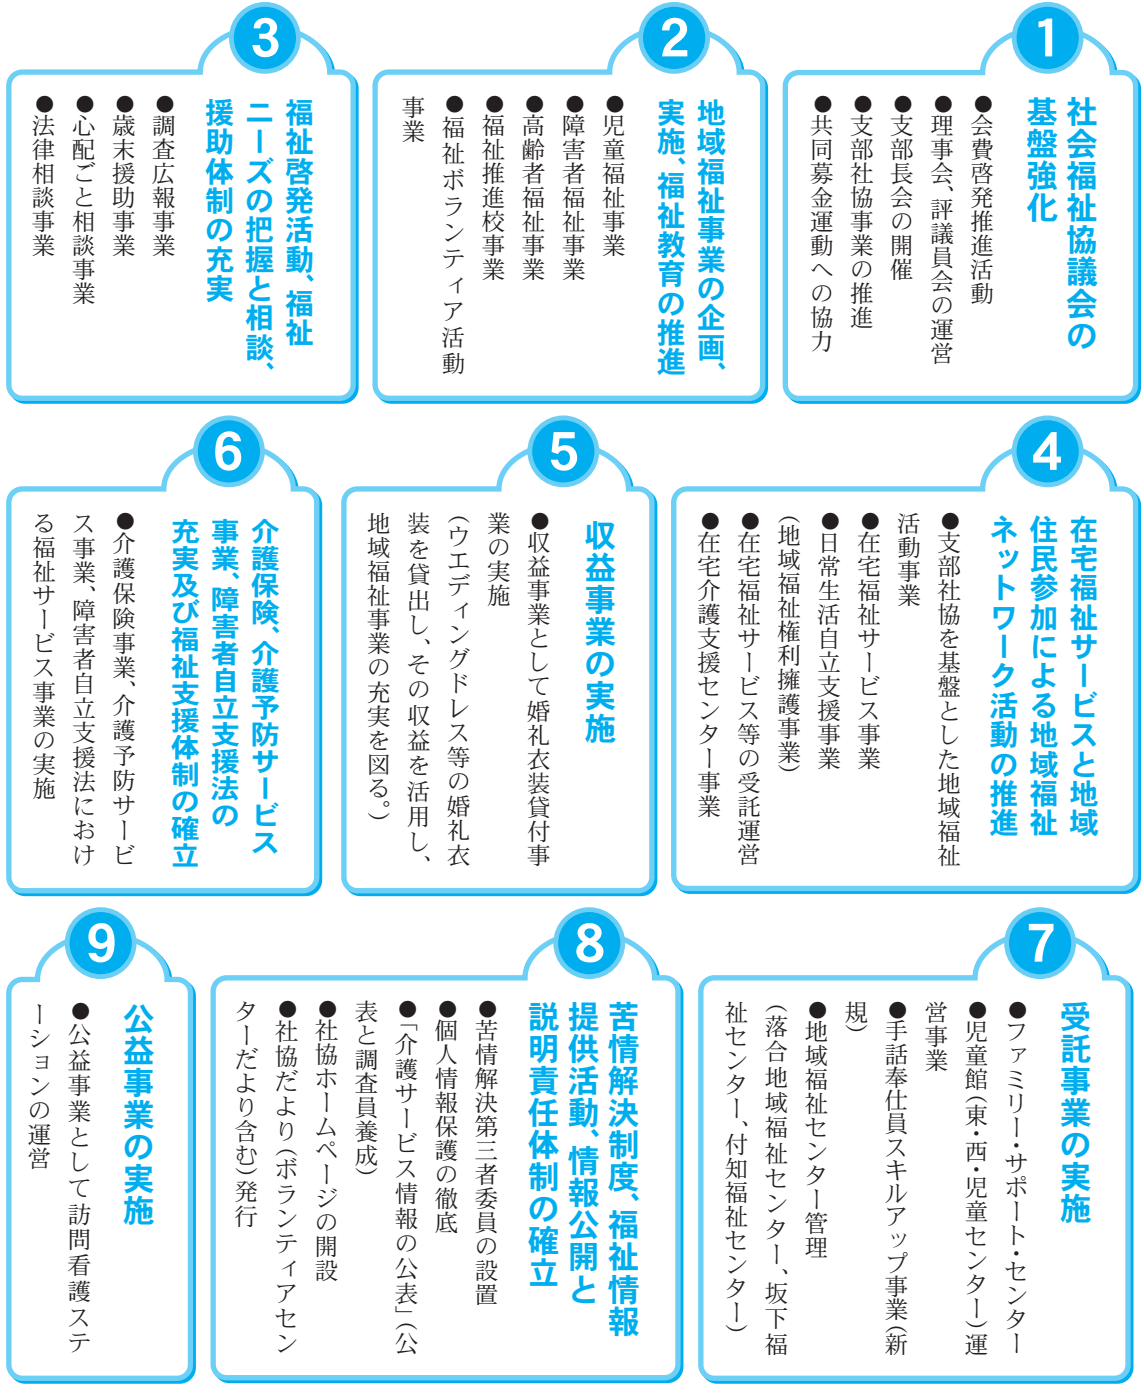 1
社会福祉協議会の
基盤強化
●会費啓発推進活動
●理事会、評議員会の運営
●支部長会の開催
●支部社協事業の推進
●共同募金運動への協力
2
地域福祉事業の企画、
実施、福祉教育の推進
●児童福祉事業
●障害者福祉事業
●高齢者福祉事業
●福祉推進校事業
●福祉ボランティア活動
事業
3
福祉啓発活動、福祉
ニーズの把握と相談、
援助体制の充実
●調査広報事業
●歳末援助事業
●心配ごと相談事業
●法律相談事業
4
在宅福祉サービスと地域
住民参加による地域福祉
ネットワーク活動の推進
●支部社協を基盤とした地域福祉
活動事業
●在宅福祉サービス事業
●日常生活自立支援事業
(地域福祉権利擁護事業)
●在宅福祉サービス等の受託運営
●在宅介護支援センター事業
5
収益事業の実施
●収益事業として婚礼衣装貸付事
業の実施
(ウエディングドレス等の婚礼衣
装を貸出し、その収益を活用し、
地域福祉事業の充実を図る。)
6
介護保険、介護予防サービス
事業、障害者自立支援法の
充実及び福祉支援体制の確立
●介護保険事業、介護予防サービ
ス事業、障害者自立支援法におけ
る福祉サービス事業の実施
7
受託事業の実施
●ファミリー・サポート・センター
●児童館(東・西・児童センター)運
営事業
●手話奉仕員スキルアップ事業(新
規)
●地域福祉センター管理
(落合地域福祉センター、坂下福
祉センター、付知福祉センター)
8
苦情解決制度、福祉情報
提供活動、情報公開と
説明責任体制の確立
●苦情解決第三者委員の設置
●個人情報保護の徹底
●「介護サービス情報の公表」(公
表と調査員養成)
●社協ホームページの開設
●社協だより(ボランティアセン
ターだより含む)発行
9
公益事業の実施
●公益事業として訪問看護ステ
ーションの運営